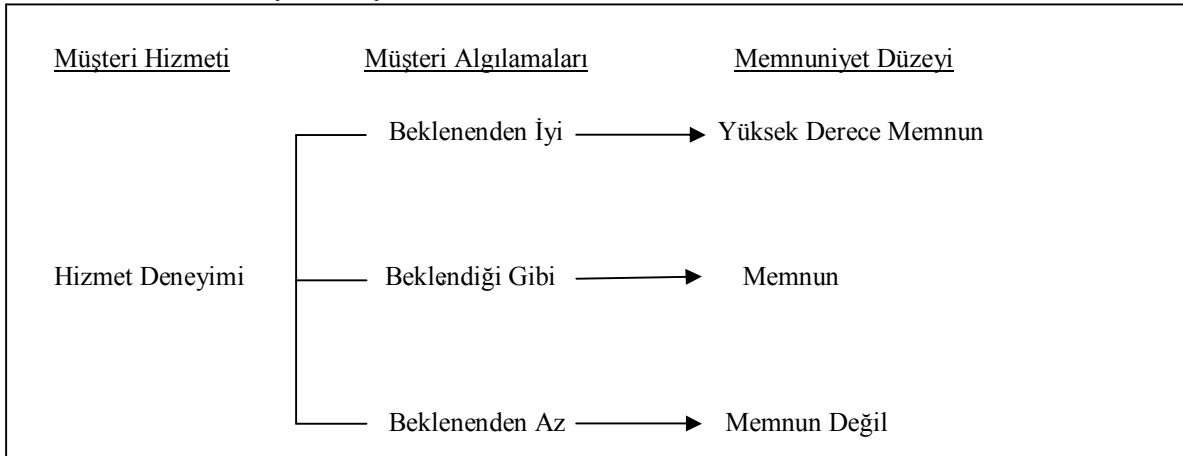 Müşteri Hizmeti Müşteri Algılamaları Memnuniyet Düzeyi
Beklenenden İyi Yüksek Derece Memnun
Hizmet Deneyimi Beklendiği Gibi Memnun
Beklenenden Az Memnun Değil